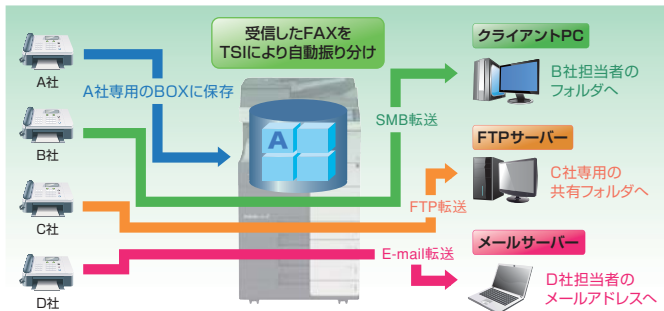 受信したFAXを
TSIにより自動振り分け
A社
A社専用のBOXに保存
A
B社
C社
D社
SMB転送
FTP転送
E-mail転送
クライアントPC
B社担当者の
フォルダへ
FTPサーバー
C社専用の
共有フォルダへ
メールサーバー
D社担当者の
メールアドレスへ